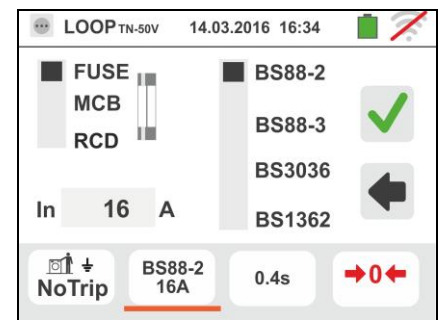 LOOP TN-50V 14.03.2016 16:34
FUSE
MCB
RCD
BS88-2
BS88-3
BS3036
BS1362
In 16 A
NoTrip
BS88-2
16A
0.4s
0